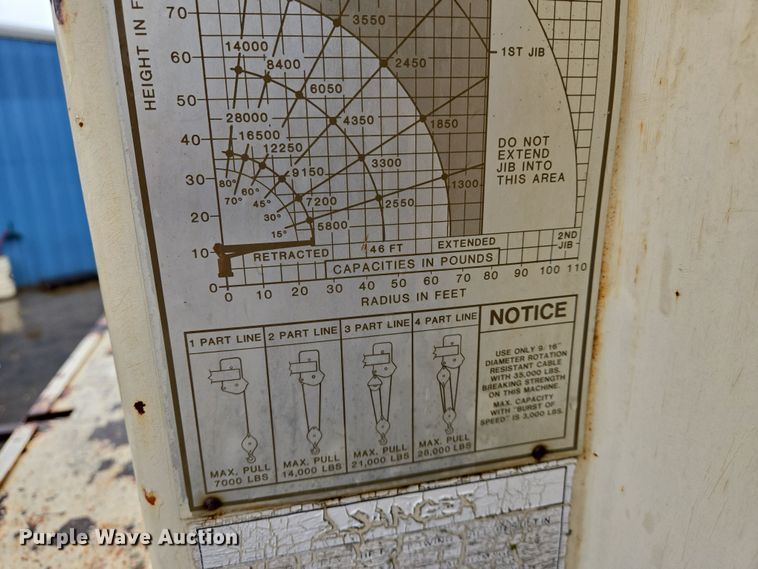 70
3550
60
14000
8400
2450
1ST JIB
HEIGHT IN F
50
6050
28000
4350
1850
40
16500
12250
DO NOT
EXTEND
JIB INTO
THIS AREA
30
9150
3300
1300
80°
70°
60°
45°
30°
15°
7200
2550
20
5800
10
RETRACTED
46 FT
EXTENDED
2ND
JIB
CAPACITIES IN POUNDS
0
0 10 20 30 40 50 60 70 80 90 100 110
RADIUS IN FEET
1 PART LINE
2 PART LINE
3 PART LINE
4 PART LINE
NOTICE
USE ONLY 9/16"
DIAMETER ROTATION
RESISTANT CABLE
WITH 35,000 LBS.
BREAKING STRENGTH
ON THIS MACHINE.
MAX. CAPACITY
WITH "BURST OF
SPEED" IS 3,000 LBS.
MAX. PULL
7000 LBS
MAX. PULL
14,000 LBS
MAX. PULL
21,000 LBS
MAX. PULL
28,000 LBS
DANGER
Purple Wave Auction